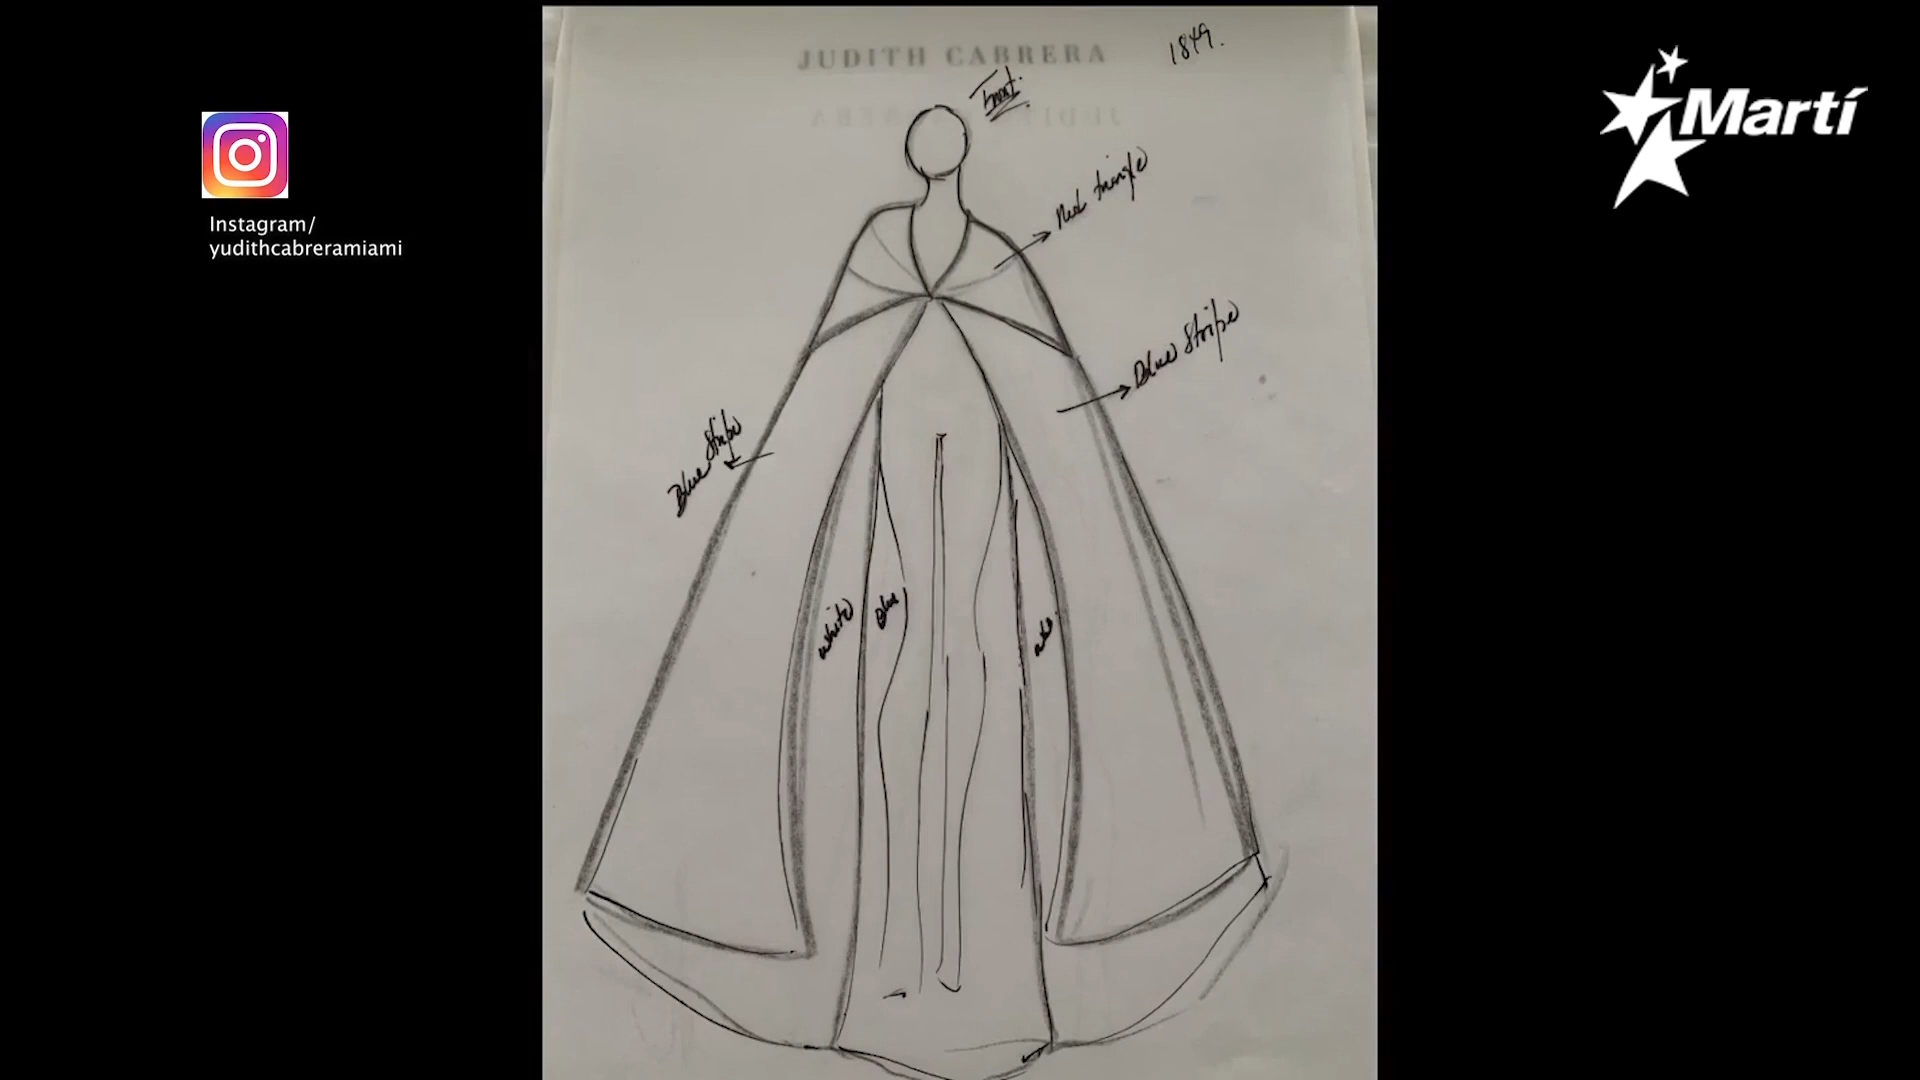 JUDITH CABRERA
1849.
Front.
Martí
Red triangle
Instagram/
yudithcabreramiami
Blue Stripe
Blue Stripe
white
Blue